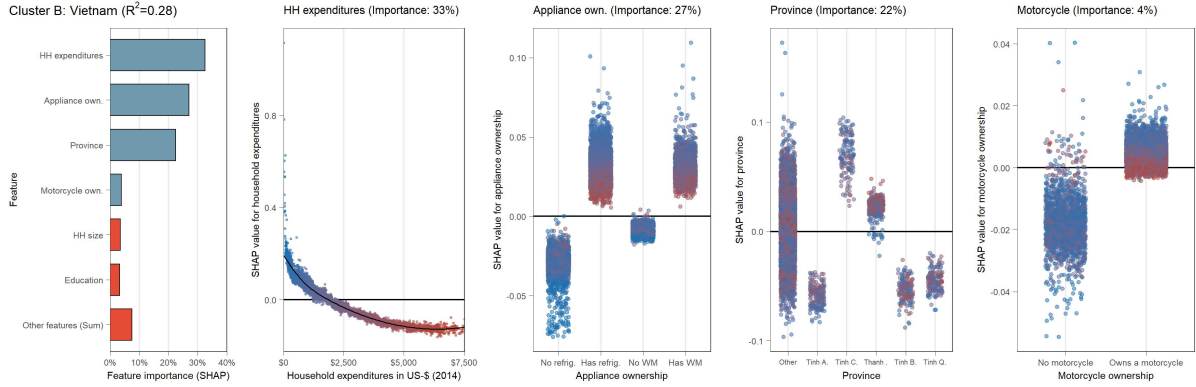 Cluster B: Vietnam (R²=0.28)
Feature
HH expenditures
Appliance own.
Province
Motorcycle own.
HH size
Education
Other features (Sum)
0% 10% 20% 30% 40%
Feature importance (SHAP)
HH expenditures (Importance: 33%)
SHAP value for household expenditures
0.8
0.4
0.0
$0 $2,500 $5,000 $7,500
Household expenditures in US-$ (2014)
Appliance own. (Importance: 27%)
SHAP value for appliance ownership
0.10
0.05
0.00
-0.05
No refrig. Has refrig. No WM Has WM
Appliance ownership
Province (Importance: 22%)
SHAP value for province
0.1
0.0
-0.1
Other Tinh A. Tinh C. Thanh . Tinh B. Tinh Q.
Province
Motorcycle (Importance: 4%)
SHAP value for motorcycle ownership
0.04
0.02
0.00
-0.02
-0.04
No motorcycle Owns a motorcycle
Motorcycle ownership